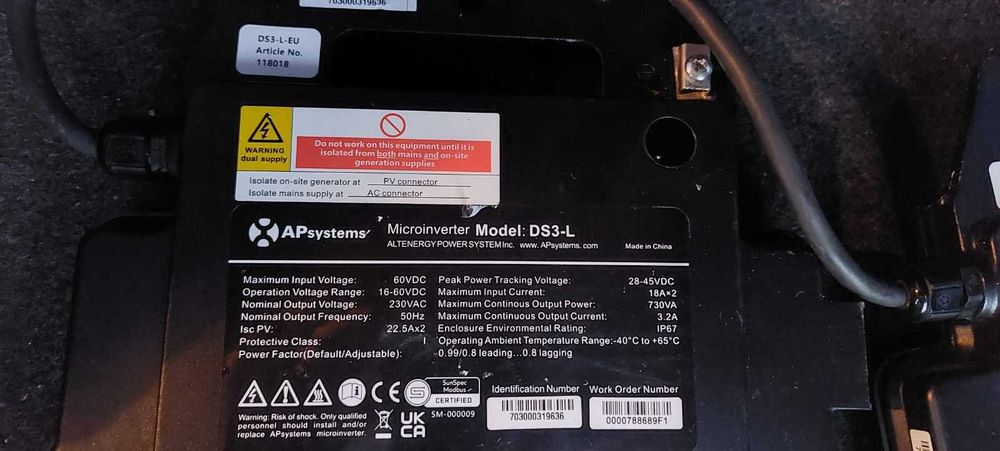 703000319636
DS3-L-EU
Article No.
118018
WARNING
dual supply
Do not work on this equipment until it is
isolated from both mains and on-site
generation supplies
Isolate on-site generator at PV connector
Isolate mains supply at AC connector
APsystems
Microinverter Model: DS3-L
ALTENERGY POWER SYSTEM Inc. www. APsystems. com
Made in China
Maximum Input Voltage: 60VDC
Operation Voltage Range: 16-60VDC
Nominal Output Voltage: 230VAC
Nominal Output Frequency: 50Hz
Isc PV: 22.5Ax2
Protective Class: I
Power Factor(Default/Adjustable): 0.99/0.8 leading...0.8 lagging
Peak Power Tracking Voltage: 28-45VDC
Maximum Input Current: 18A×2
Maximum Continous Output Power: 730VA
Maximum Continous Output Current: 3.2A
Enclosure Environmental Rating: IP67
Operating Ambient Temperature Range:-40°C to +65°C
CE
SunSpec
Modbus
CERTIFIED
SM-000009
UK
CA
Warning: Risk of shock. Only qualified
personnel should install and/or
replace APsystems microinverter.
Identification Number
703000319636
Work Order Number
0000788689F1